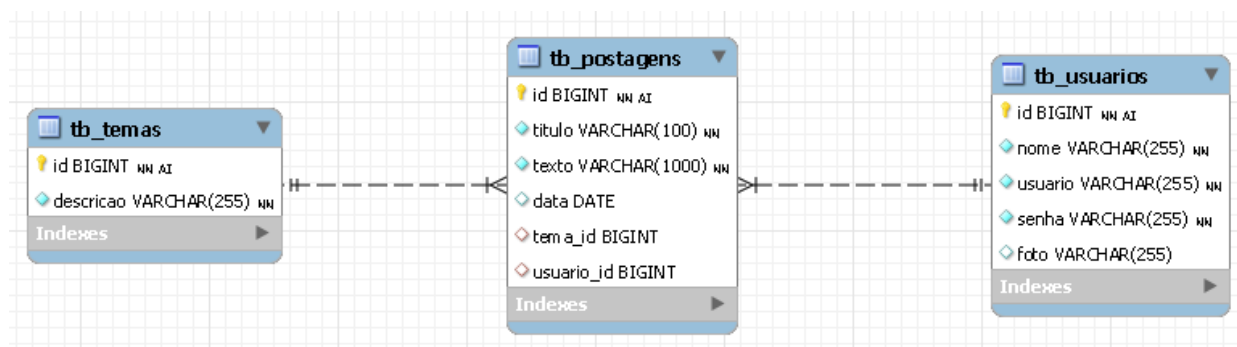 tb_temas
id BIGINT NN AI
descricao VARCHAR(255) NN
Indexes
tb_postagens
id BIGINT NN AI
titulo VARCHAR(100) NN
texto VARCHAR(1000) NN
data DATE
tema_id BIGINT
usuario_id BIGINT
Indexes
tb_usuarios
id BIGINT NN AI
nome VARCHAR(255) NN
usuario VARCHAR(255) NN
senha VARCHAR(255) NN
foto VARCHAR(255)
Indexes